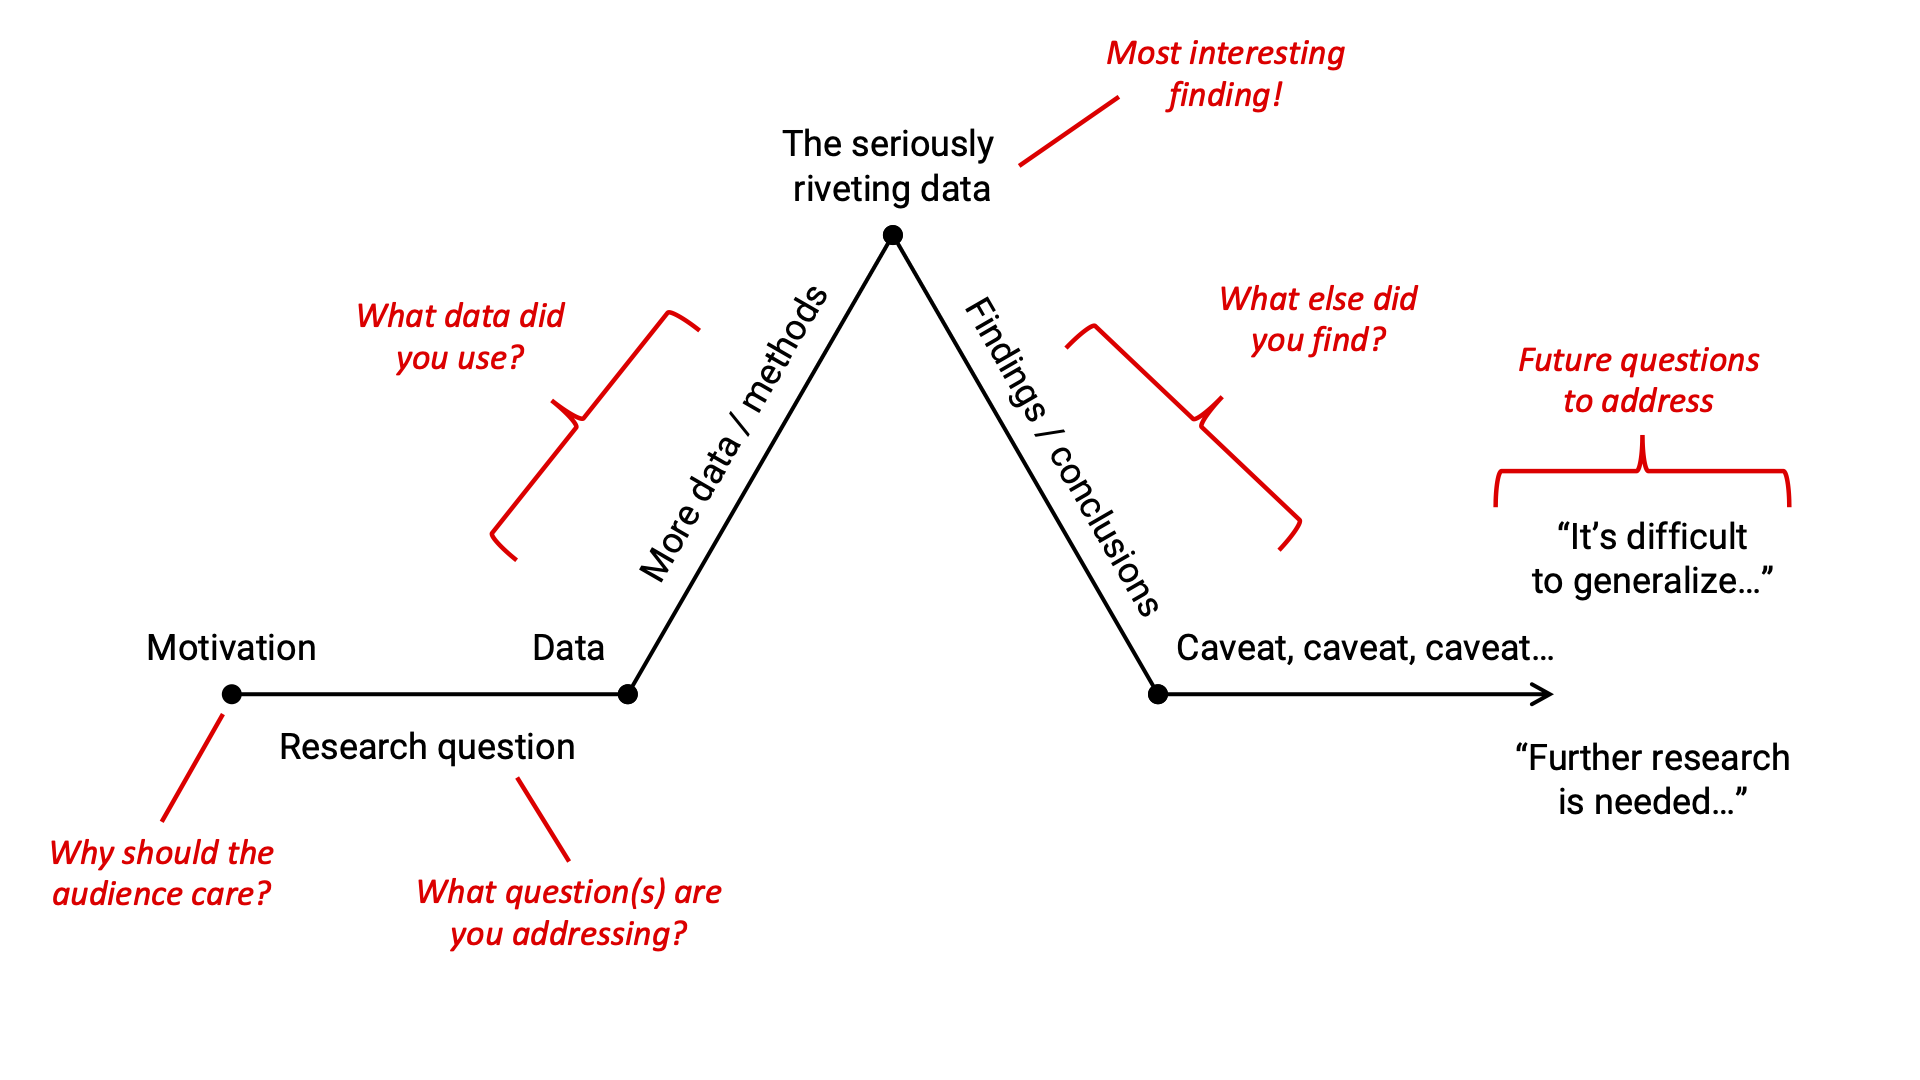 Most interesting
finding!
The seriously
riveting data
What data did
you use?
More data / methods
Findings / conclusions
What else did
you find?
Future questions
to address
“It’s difficult
to generalize…”
Motivation
Data
Caveat, caveat, caveat…
Research question
“Further research
is needed…”
Why should the
audience care?
What question(s) are
you addressing?